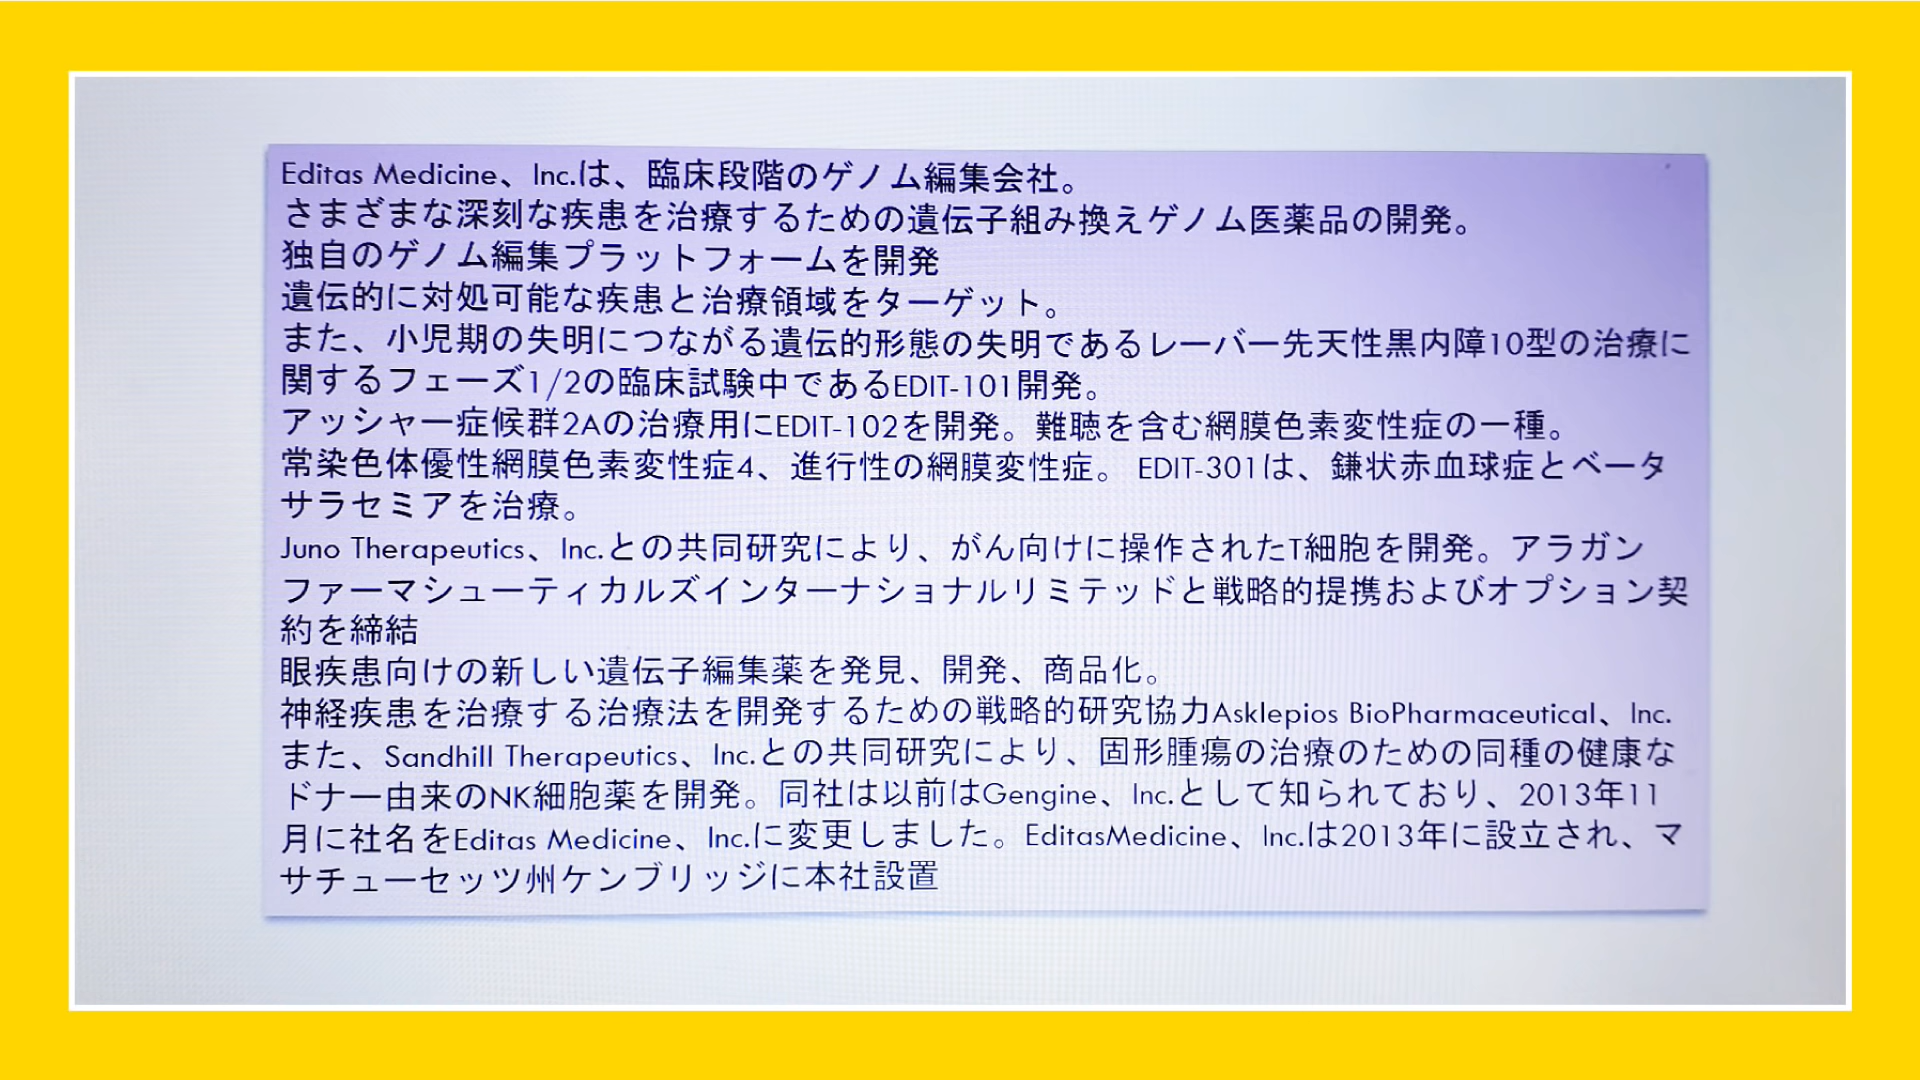 Editas Medicine、Inc.は、臨床段階のゲノム編集会社。
さまざまな深刻な疾患を治療するための遺伝子組み換えゲノム医薬品の開発。
独自のゲノム編集プラットフォームを開発
遺伝的に対処可能な疾患と治療領域をターゲット。
また、小児期の失明につながる遺伝的形態の失明であるレーバー先天性黒内障10型の治療に
関するフェーズ1/2の臨床試験中であるEDIT-101開発。
アッシャー症候群2Aの治療用にEDIT-102を開発。難聴を含む網膜色素変性症の一種。
常染色体優性網膜色素変性症4、進行性の網膜変性症。 EDIT-301は、鎌状赤血球症とベータ
サラセミアを治療。
Juno Therapeutics、Inc.との共同研究により、がん向けに操作されたT細胞を開発。アラガン
ファーマシューティカルズインターナショナルリミテッドと戦略的提携およびオプション契
約を締結
眼疾患向けの新しい遺伝子編集薬を発見、開発、商品化。
神経疾患を治療する治療法を開発するための戦略的研究協力Asklepios BioPharmaceutical、Inc.
また、Sandhill Therapeutics、Inc.との共同研究により、固形腫瘍の治療のための同種の健康な
ドナー由来のNK細胞薬を開発。同社は以前はGengine、Inc.として知られており、2013年11
月に社名をEditas Medicine、Inc.に変更しました。EditasMedicine、Inc.は2013年に設立され、マ
サチューセッツ州ケンブリッジに本社設置